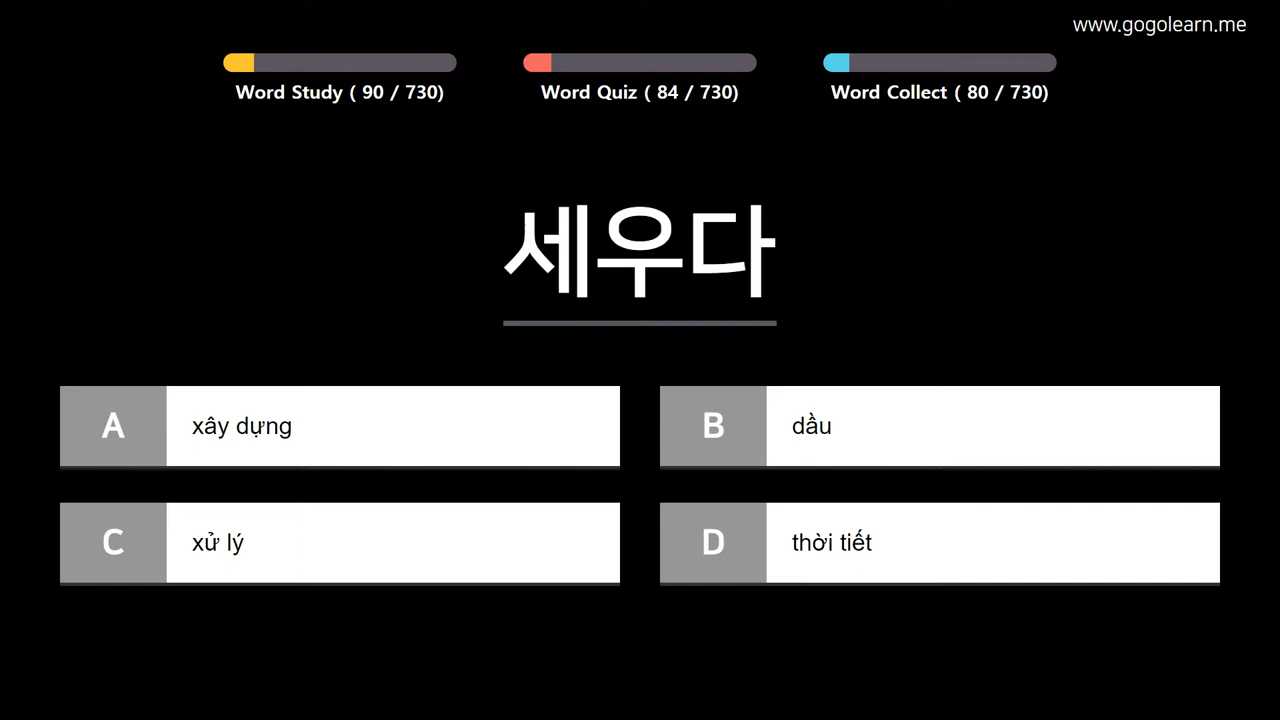 www.gogolearn.me
Word Study ( 90 / 730)
Word Quiz ( 84 / 730)
Word Collect ( 80 / 730)
세우다
A xây dựng
B dầu
C xử lý
D thời tiết